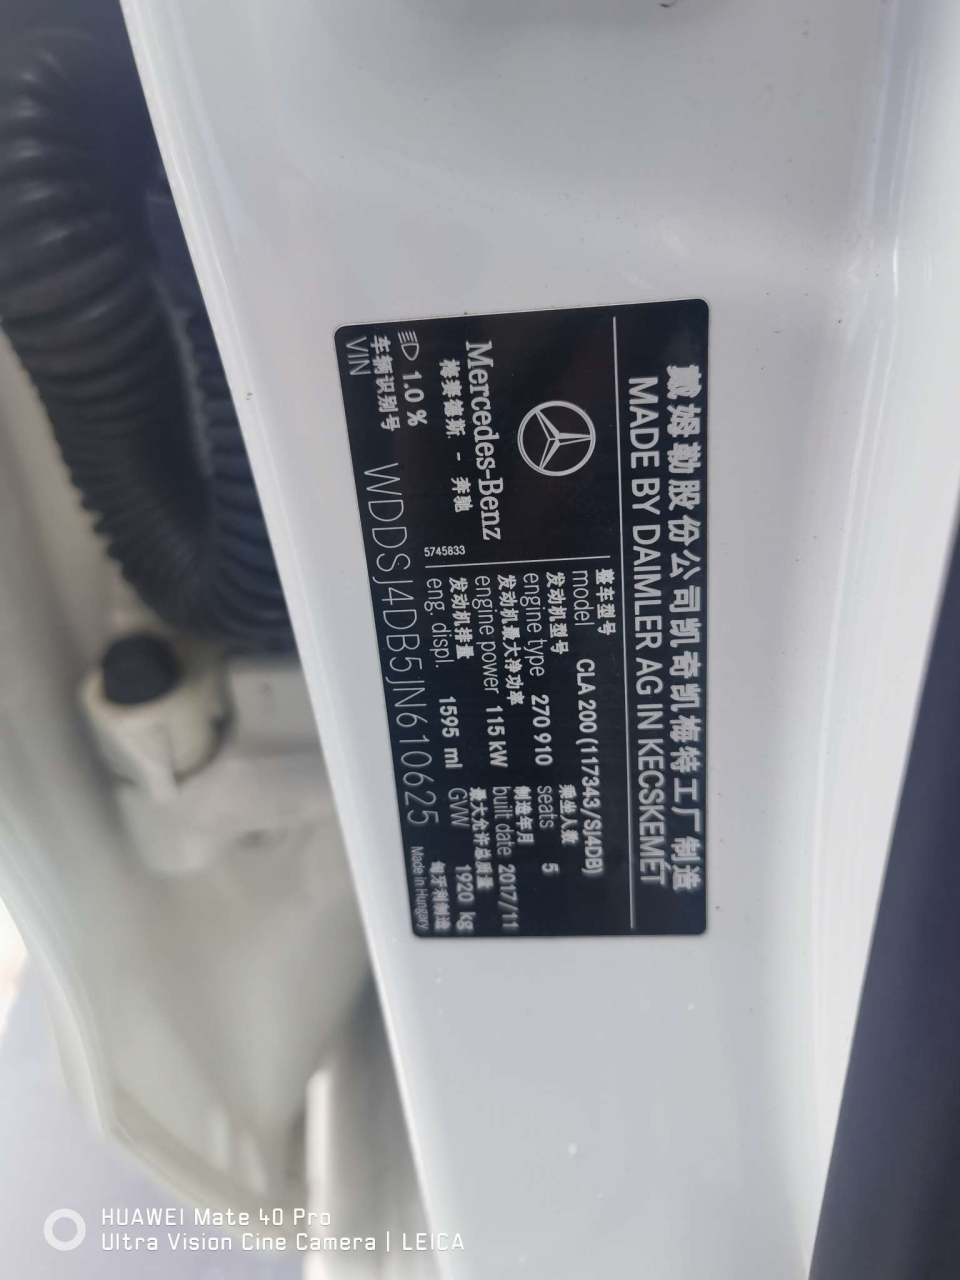 戴姆勒股份公司凯奇凯梅特工厂制造
MADE BY DAIMLER AG IN KECSKEMÉT
Mercedes-Benz
梅赛德斯 - 奔驰
1.0 %
5745833
整车型号
model CLA 200 (117343/SJ4DB)
发动机型号 乘坐人数
engine type 270 910 seats 5
发动机最大净功率 制造年月
engine power 115 kW built date 2017/11
发动机排量 最大允许总质量
eng. displ. 1595 ml GVW 1920 kg
车辆识别号 匈牙利制造
VIN WDDSJ4DB5JN610625 Made in Hungary
HUAWEI Mate 40 Pro
Ultra Vision Cine Camera | LEICA